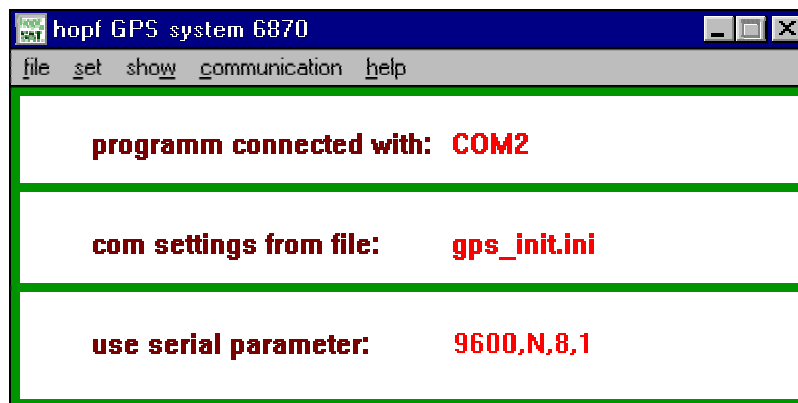 hopf GPS system 6870
file set show communication help
programm connected with: COM2
com settings from file: gps_init.ini
use serial parameter: 9600,N,8,1